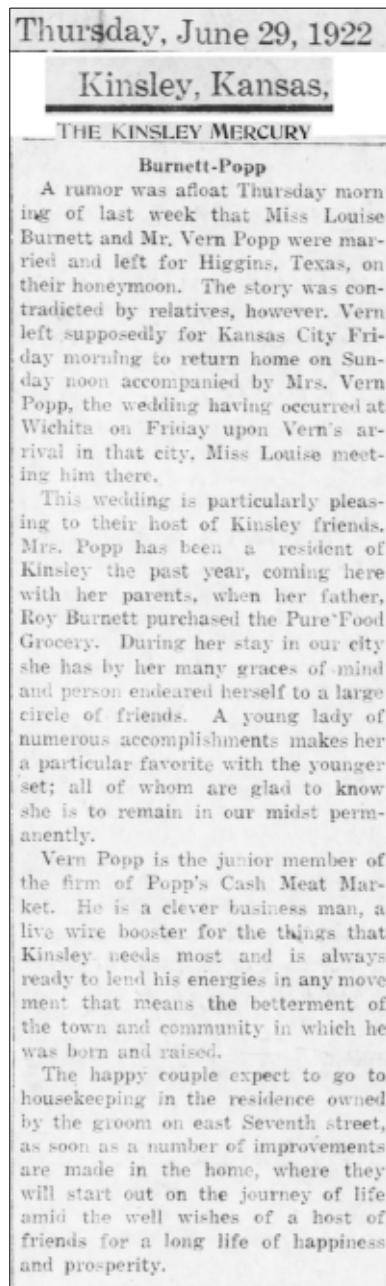 Thursday, June 29, 1922
Kinsley, Kansas,
THE KINSLEY MERCURY
Burnett-Popp
A rumor was afloat Thursday morn
ing of last week that Miss Louise
Burnett and Mr. Vern Popp were mar-
ried and left for Higgins, Texas, on
their honeymoon. The story was con-
tradicted by relatives, however. Vern
left supposedly for Kansas City Fri-
day morning to return home on Sun-
day noon accompanied by Mrs. Vern
Popp, the wedding having occurred at
Wichita on Friday upon Vern's ar-
rival in that city, Miss Louise meet-
ing him there.
This wedding is particularly pleas-
ing to their host of Kinsley friends.
Mrs. Popp has been a resident of
Kinsley the past year, coming here
with her parents, when her father,
Roy Burnett purchased the Pure Food
Grocery. During her stay in our city
she has by her many graces of mind
and person endeared herself to a large
circle of friends. A young lady of
numerous accomplishments makes her
a particular favorite with the younger
set; all of whom are glad to know
she is to remain in our midst perm-
anently.
Vern Popp is the junior member of
the firm of Popp's Cash Meat Mar-
ket. He is a clever business man, a
live wire booster for the things that
Kinsley needs most and is always
ready to lend his energies in any move
ment that means the betterment of
the town and community in which he
was born and raised.
The happy couple expect to go to
housekeeping in the residence owned
by the groom on east Seventh street,
as soon as a number of improvements
are made in the home, where they
will start out on the journey of life
amid the well wishes of a host of
friends for a long life of happiness
and prosperity.